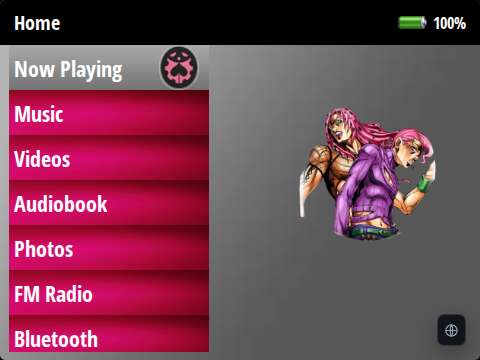 Home
100%
Now Playing
Music
Videos
Audiobook
Photos
FM Radio
Bluetooth